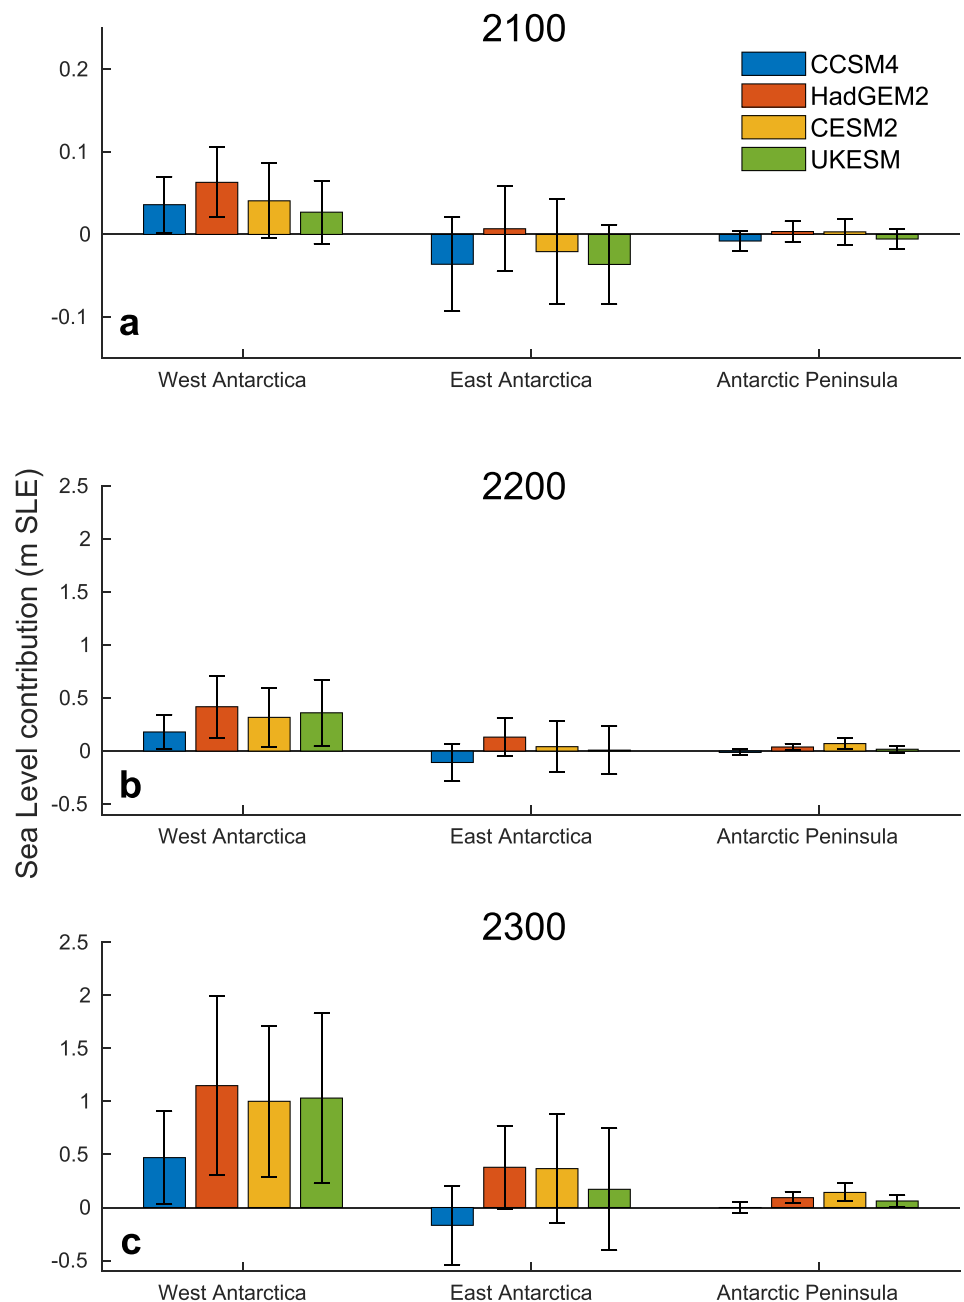 2100
CCSM4
HadGEM2
CESM2
UKESM
0.2
0.1
0
-0.1
a
West Antarctica East Antarctica Antarctic Peninsula
Sea Level contribution (m SLE)
2200
2.5
2
1.5
1
0.5
0
-0.5
b
West Antarctica East Antarctica Antarctic Peninsula
2300
2.5
2
1.5
1
0.5
0
-0.5
c
West Antarctica East Antarctica Antarctic Peninsula